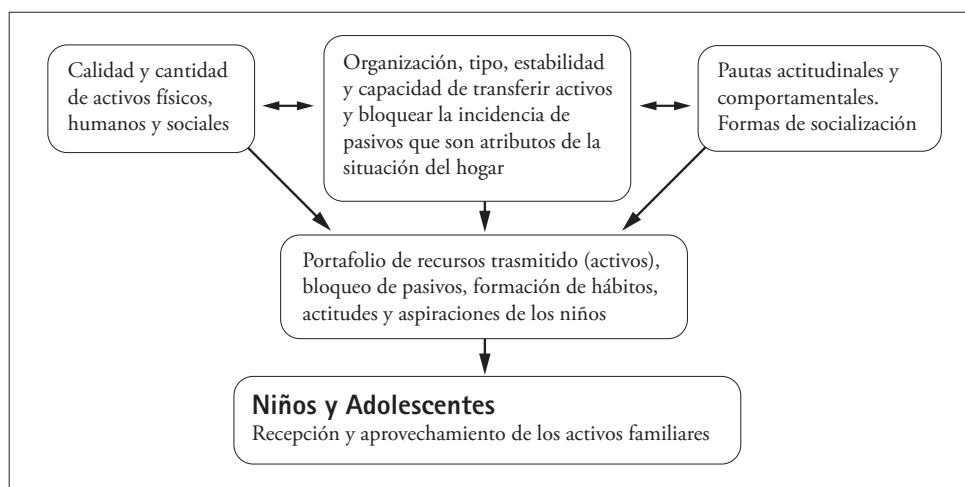 Calidad y cantidad
de activos físicos,
humanos y sociales
Organización, tipo, estabilidad
y capacidad de transferir activos
y bloquear la incidencia de
pasivos que son atributos de la
situación del hogar
Pautas actitudinales y
comportamentales.
Formas de socialización
Portafolio de recursos trasmitido (activos),
bloqueo de pasivos, formación de hábitos,
actitudes y aspiraciones de los niños
Niños y Adolescentes
Recepción y aprovechamiento de los activos familiares